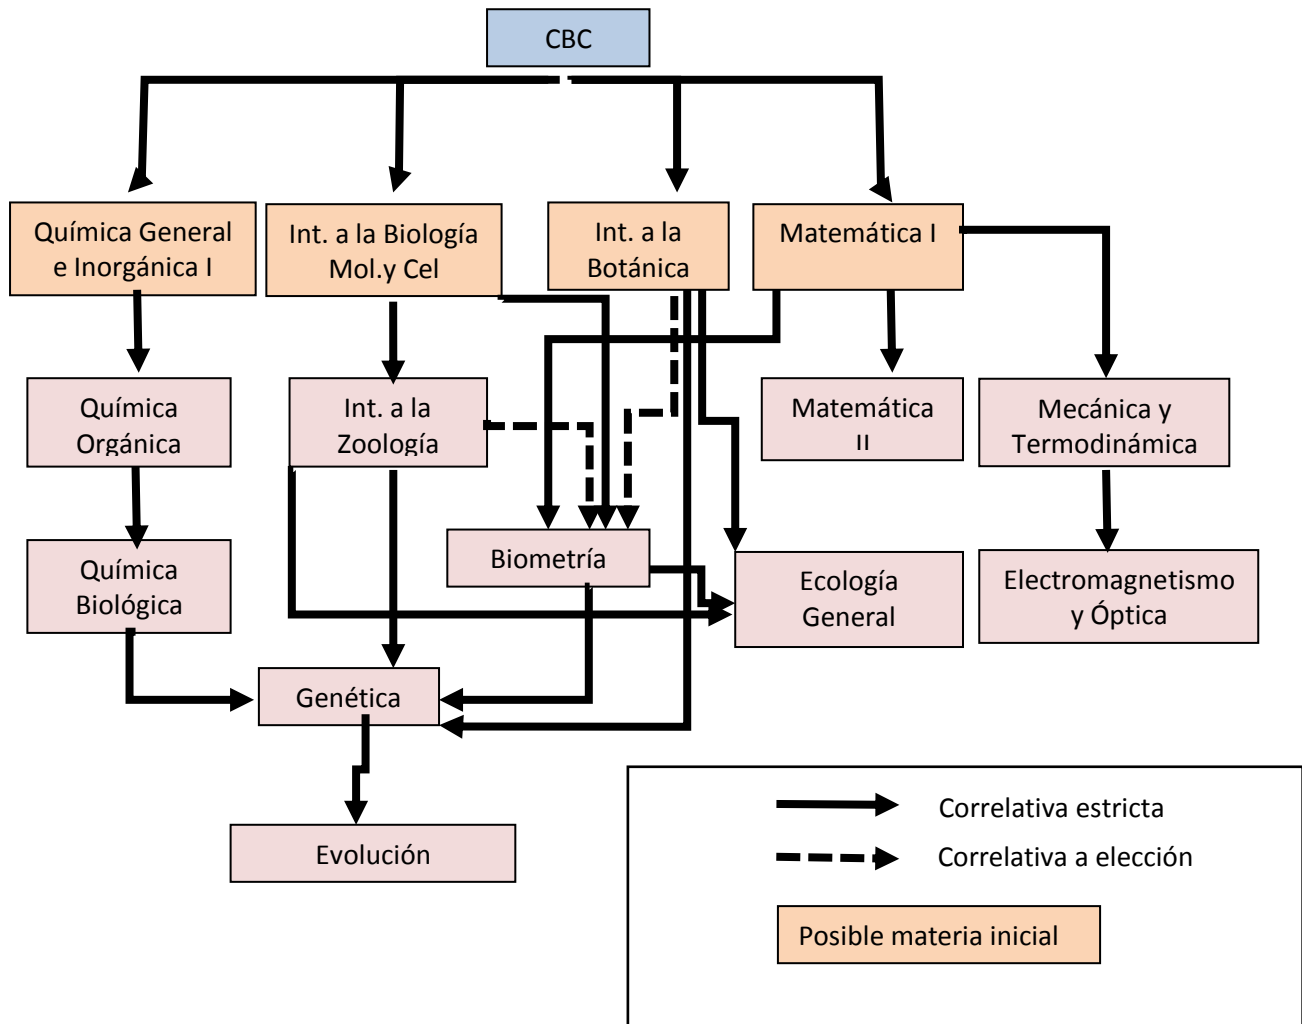 CBC
Química General
e Inorgánica I
Int. a la Biología
Mol.y Cel
Int. a la
Botánica
Matemática I
Química
Orgánica
Int. a la
Zoología
Matemática
II
Mecánica y
Termodinámica
Química
Biológica
Biometría
Ecología
General
Electromagnetismo
y Óptica
Genética
Evolución
Correlativa estricta
Correlativa a elección
Posible materia inicial